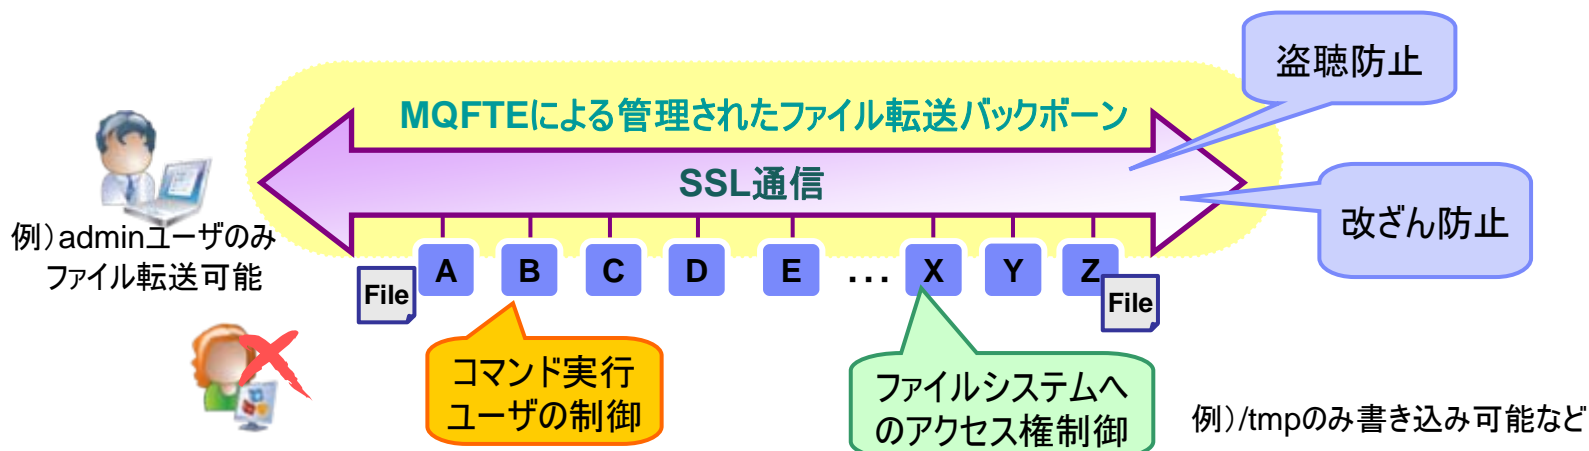 盗聴防止
MQFTEによる管理されたファイル転送バックボーン
SSL通信
改ざん防止
例）adminユーザのみ
ファイル転送可能
File
A
B
C
D
E
...
X
Y
Z
File
コマンド実行
ユーザの制御
ファイルシステムへ
のアクセス権制御
例）/tmpのみ書き込み可能など